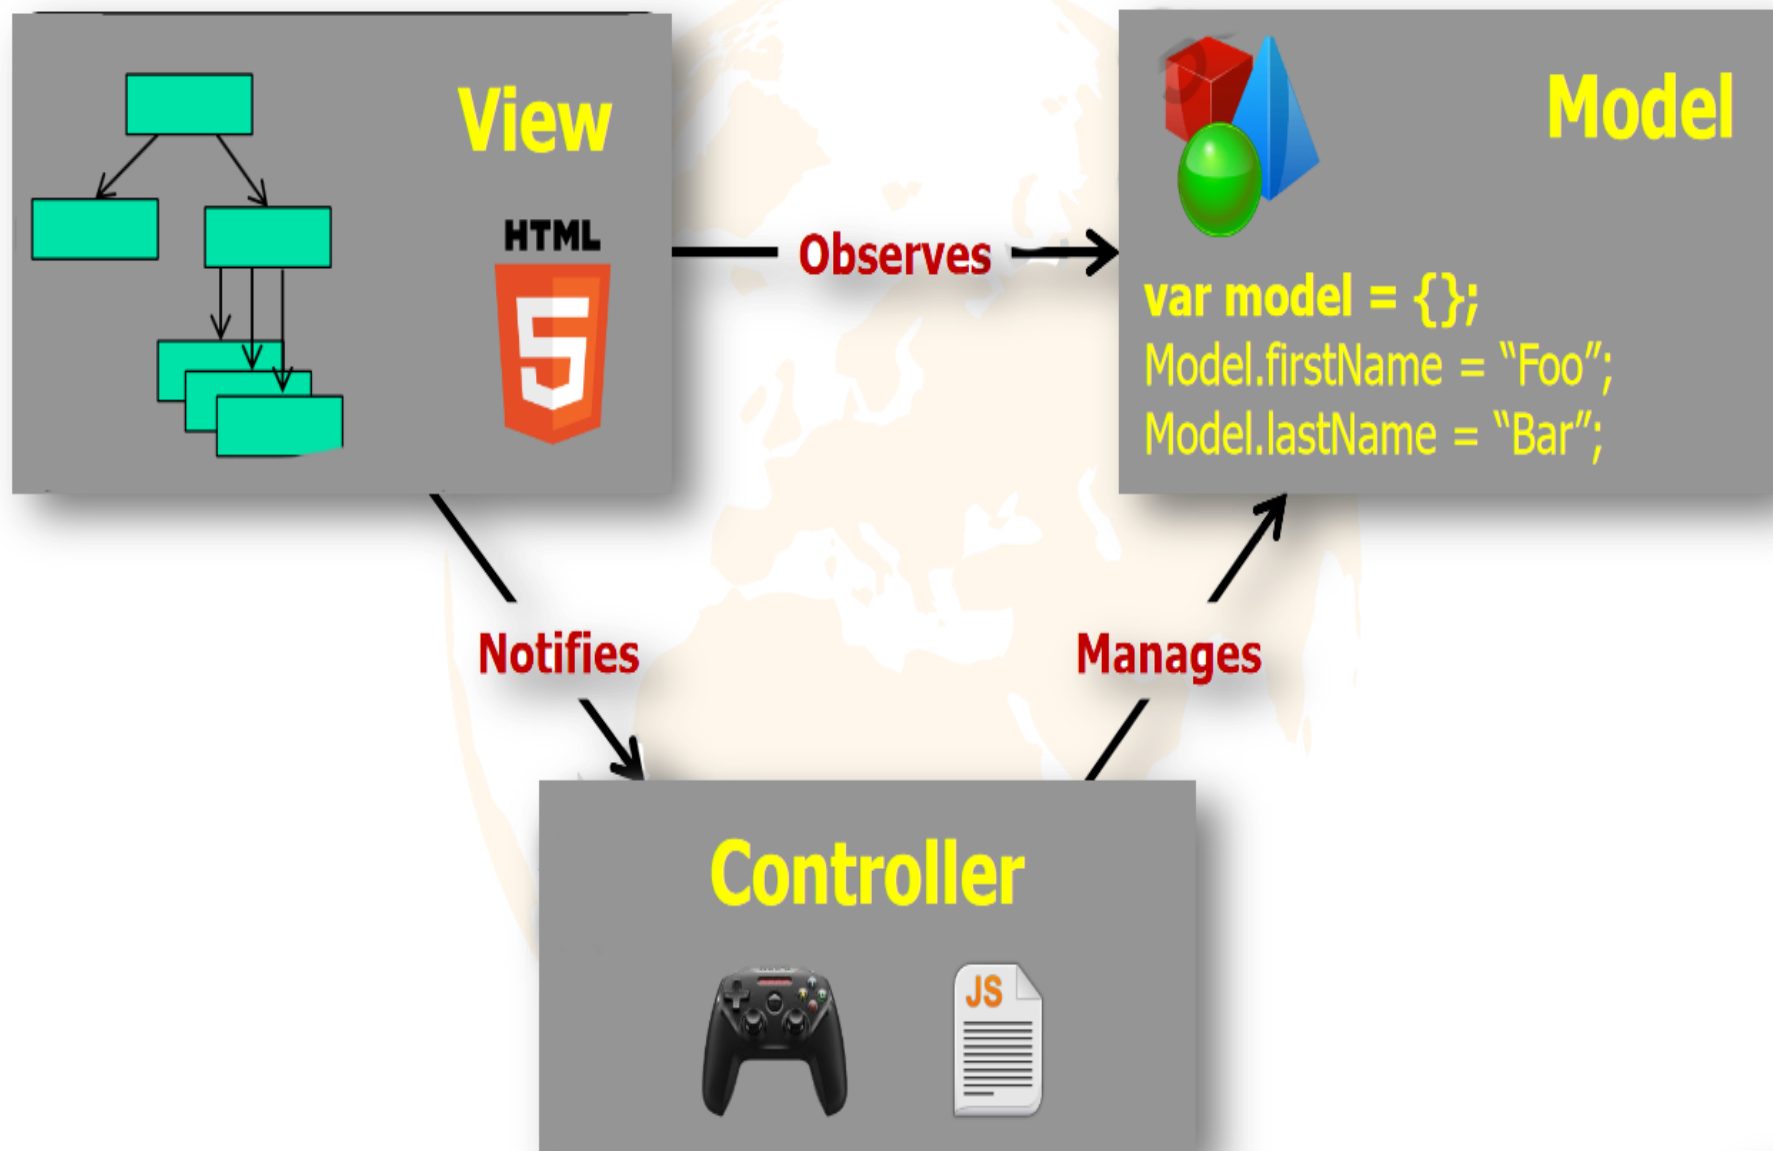 View
HTML
5
Observes
Model
var model = {};
Model.firstName = “Foo”;
Model.lastName = “Bar”;
Notifies
Manages
Controller
JS